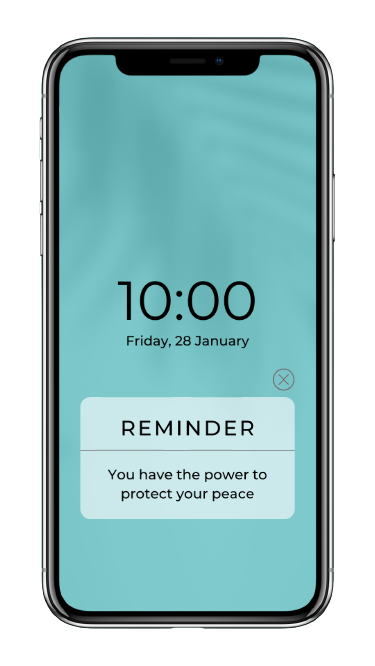 10:00
Friday, 28 January
REMINDER
You have the power to
protect your peace